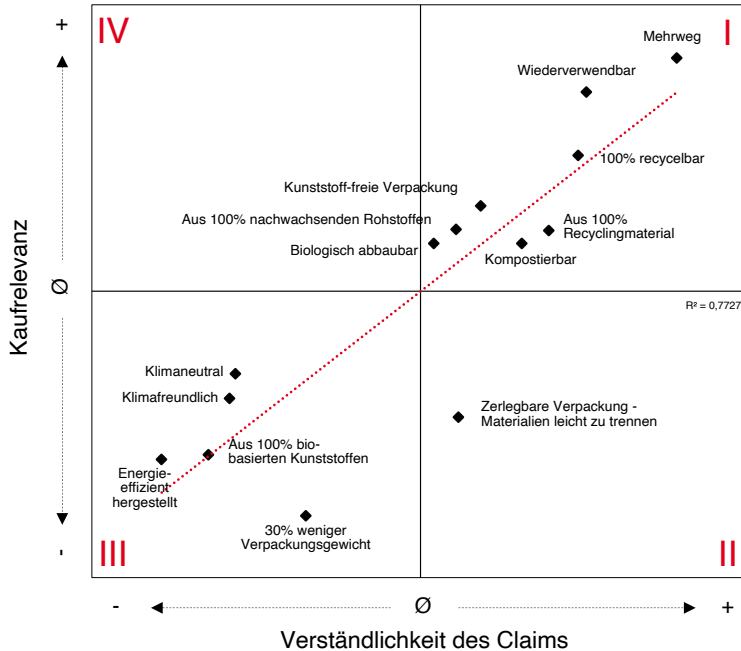 +
IV
I
Mehrweg
Wiederverwendbar
100% recycelbar
Kunststoff-freie Verpackung
Aus 100% nachwachsenden Rohstoffen
Aus 100%
Recyclingmaterial
Biologisch abbaubar
Kompostierbar
Kaufrelevanz
Ø
R² = 0,7727
Klimaneutral
Klimafreundlich
Zerlegbare Verpackung -
Materialien leicht zu trennen
Aus 100% bio-
basierten Kunststoffen
Energie-
effizient
hergestellt
30% weniger
Verpackungsgewicht
-
III
II
-
Ø
+
Verständlichkeit des Claims